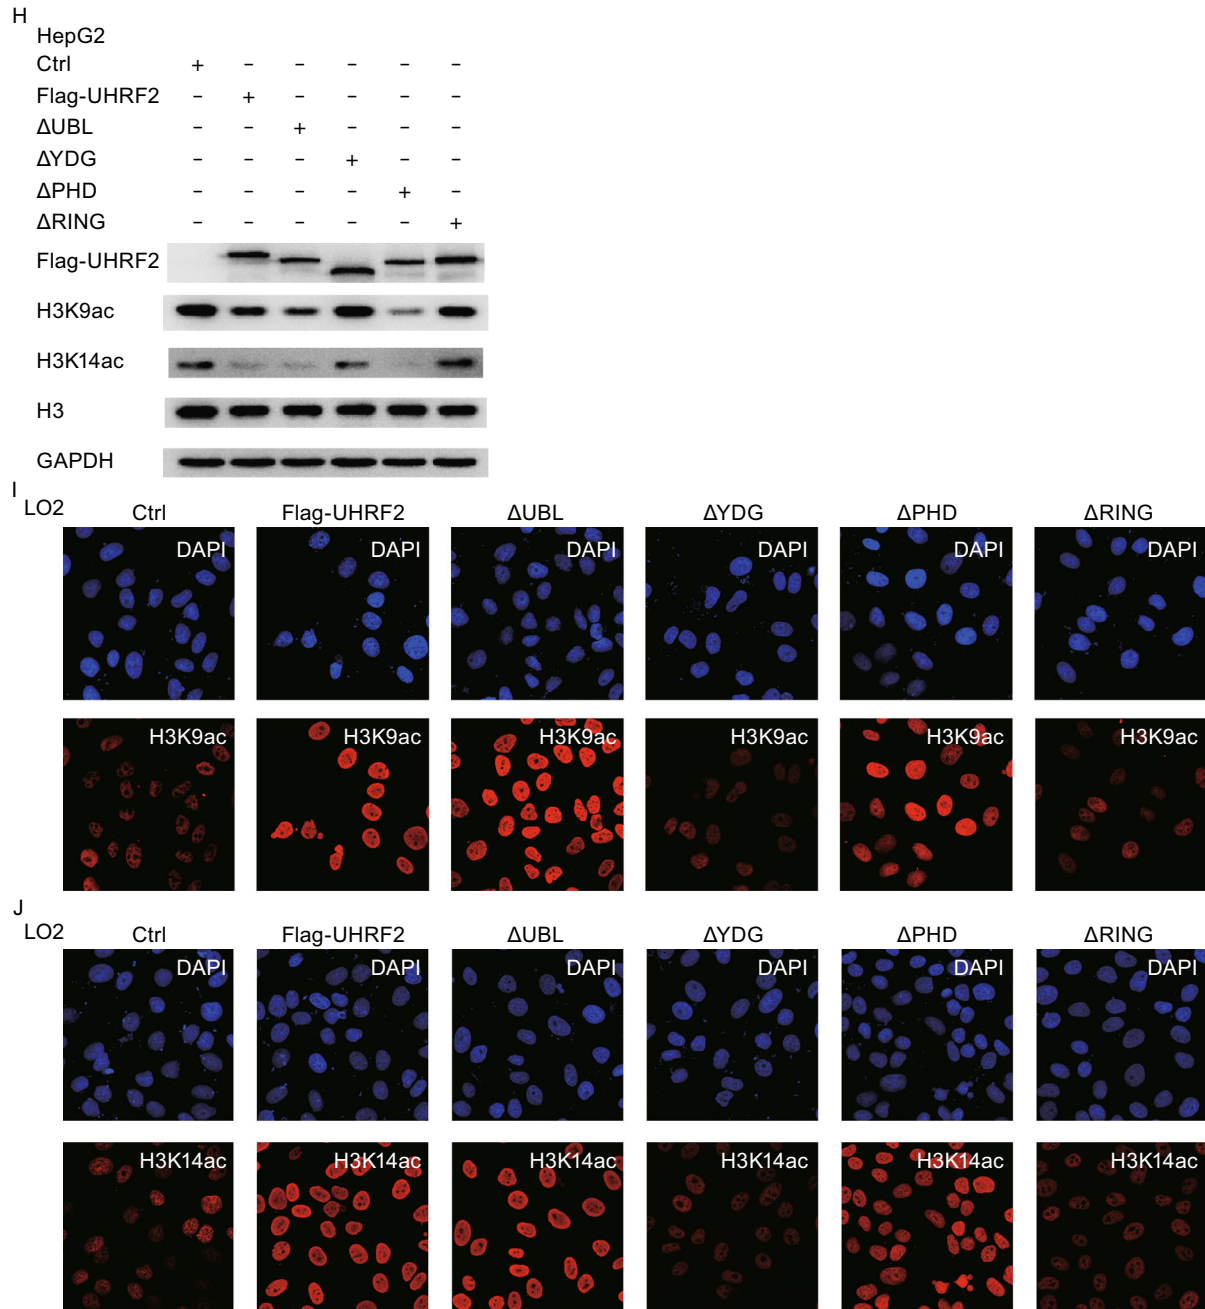 H
HepG2
Ctrl + – – – – –
Flag-UHRF2 – + – – – –
ΔUBL – – + – – –
ΔYDG – – – + – –
ΔPHD – – – – + –
ΔRING – – – – – +
Flag-UHRF2
H3K9ac
H3K14ac
H3
GAPDH
I
LO2 Ctrl Flag-UHRF2 ΔUBL ΔYDG ΔPHD ΔRING
DAPI DAPI DAPI DAPI DAPI DAPI
H3K9ac H3K9ac H3K9ac H3K9ac H3K9ac H3K9ac
J
LO2 Ctrl Flag-UHRF2 ΔUBL ΔYDG ΔPHD ΔRING
DAPI DAPI DAPI DAPI DAPI DAPI
H3K14ac H3K14ac H3K14ac H3K14ac H3K14ac H3K14ac